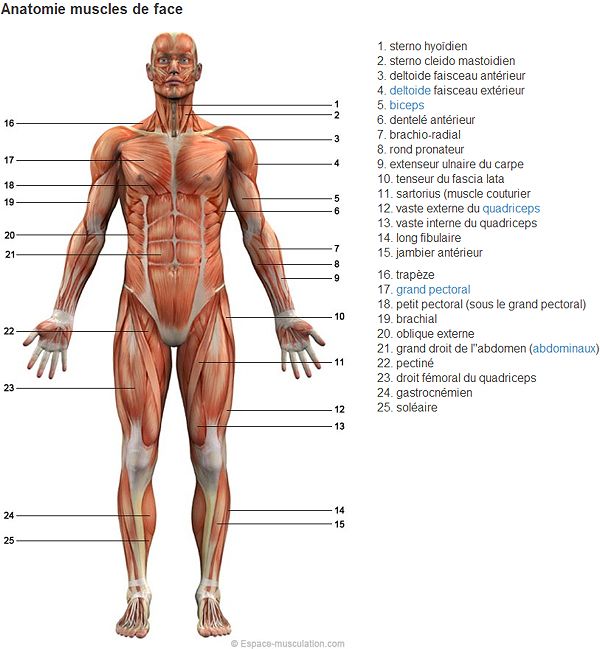 Anatomie muscles de face
1. sterno hyoïdien
2. sterno cleido mastoidien
3. deltoide faisceau antérieur
4. deltoide faisceau extérieur
5. biceps
6. dentelé antérieur
7. brachio-radial
8. rond pronateur
9. extenseur ulnaire du carpe
10. tenseur du fascia lata
11. sartorius (muscle couturier
12. vaste externe du quadriceps
13. vaste interne du quadriceps
14. long fibulaire
15. jambier antérieur
16. trapèze
17. grand pectoral
18. petit pectoral (sous le grand pectoral)
19. brachial
20. oblique externe
21. grand droit de l"abdomen (abdominaux)
22. pectiné
23. droit fémoral du quadriceps
24. gastrocnémien
25. soléaire
1
2
3
4
5
6
7
8
9
10
11
12
13
14
15
16
17
18
19
20
21
22
23
24
25
© Espace-musculation.com